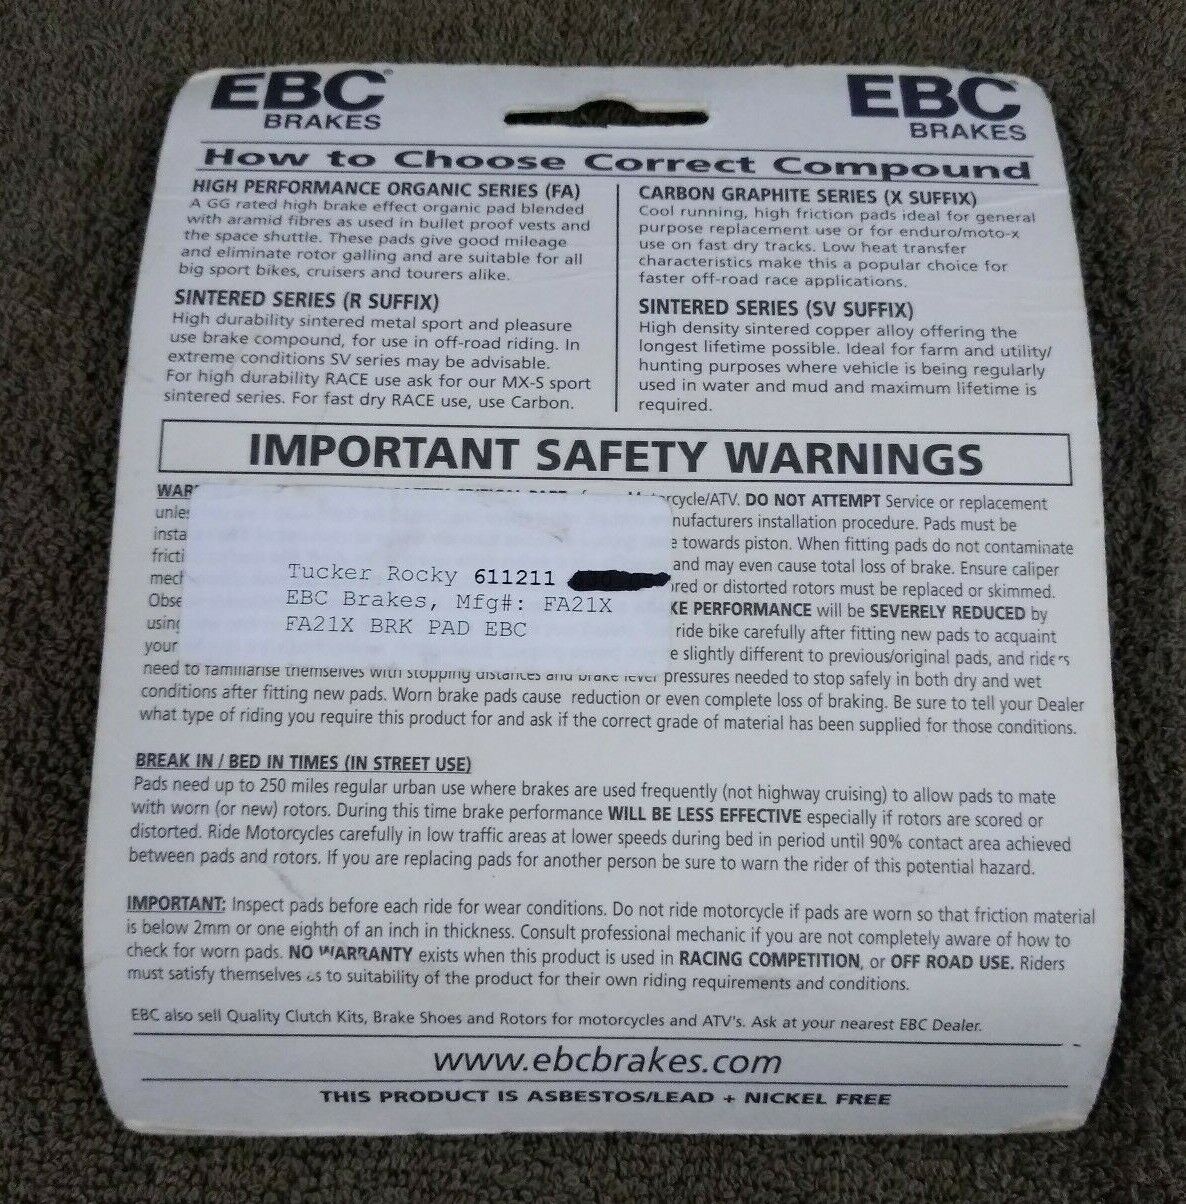 EBC BRAKES
EBC BRAKES
How to Choose Correct Compound
HIGH PERFORMANCE ORGANIC SERIES (FA)
A GG rated high brake effect organic pad blended
with aramid fibres as used in bullet proof vests and
the space shuttle. These pads give good mileage
and eliminate rotor galling and are suitable for all
big sport bikes, cruisers and tourers alike.
SINTERED SERIES (R SUFFIX)
High durability sintered metal sport and pleasure
use brake compound, for use in off-road riding. In
extreme conditions SV series may be advisable.
For high durability RACE use ask for our MX-S sport
sintered series. For fast dry RACE use, use Carbon.
CARBON GRAPHITE SERIES (X SUFFIX)
Cool running, high friction pads ideal for general
purpose replacement use or for enduro/moto-x
use on fast dry tracks. Low heat transfer
characteristics make this a popular choice for
faster off-road race applications.
SINTERED SERIES (SV SUFFIX)
High density sintered copper alloy offering the
longest lifetime possible. Ideal for farm and utility/
hunting purposes where vehicle is being regularly
used in water and mud and maximum lifetime is
required.
IMPORTANT SAFETY WARNINGS
DO NOT ATTEMPT Service or replacement
installation procedure. Pads must be
towards piston. When fitting pads do not contaminate
and may even cause total loss of brake. Ensure caliper
or distorted rotors must be replaced or skimmed.
PERFORMANCE will be SEVERELY REDUCED by
your ride bike carefully after fitting new pads to acquaint
slightly different to previous/original pads, and riders
need to familiarise themselves with stopping distances and brake lever pressures needed to stop safely in both dry and wet
conditions after fitting new pads. Worn brake pads cause reduction or even complete loss of braking. Be sure to tell your Dealer
what type of riding you require this product for and ask if the correct grade of material has been supplied for those conditions.
Tucker Rocky 611211
EBC Brakes, Mfg#: FA21X
FA21X BRK PAD EBC
BREAK IN / BED IN TIMES (IN STREET USE)
Pads need up to 250 miles regular urban use where brakes are used frequently (not highway cruising) to allow pads to mate
with worn (or new) rotors. During this time brake performance WILL BE LESS EFFECTIVE especially if rotors are scored or
distorted. Ride Motorcycles carefully in low traffic areas at lower speeds during bed in period until 90% contact area achieved
between pads and rotors. If you are replacing pads for another person be sure to warn the rider of this potential hazard.
IMPORTANT: Inspect pads before each ride for wear conditions. Do not ride motorcycle if pads are worn so that friction material
is below 2mm or one eighth of an inch in thickness. Consult professional mechanic if you are not completely aware of how to
check for worn pads. NO WARRANTY exists when this product is used in RACING COMPETITION, or OFF ROAD USE. Riders
must satisfy themselves as to suitability of the product for their own riding requirements and conditions.
EBC also sell Quality Clutch Kits, Brake Shoes and Rotors for motorcycles and ATV's. Ask at your nearest EBC Dealer.
www.ebcbrakes.com
THIS PRODUCT IS ASBESTOS/LEAD + NICKEL FREE